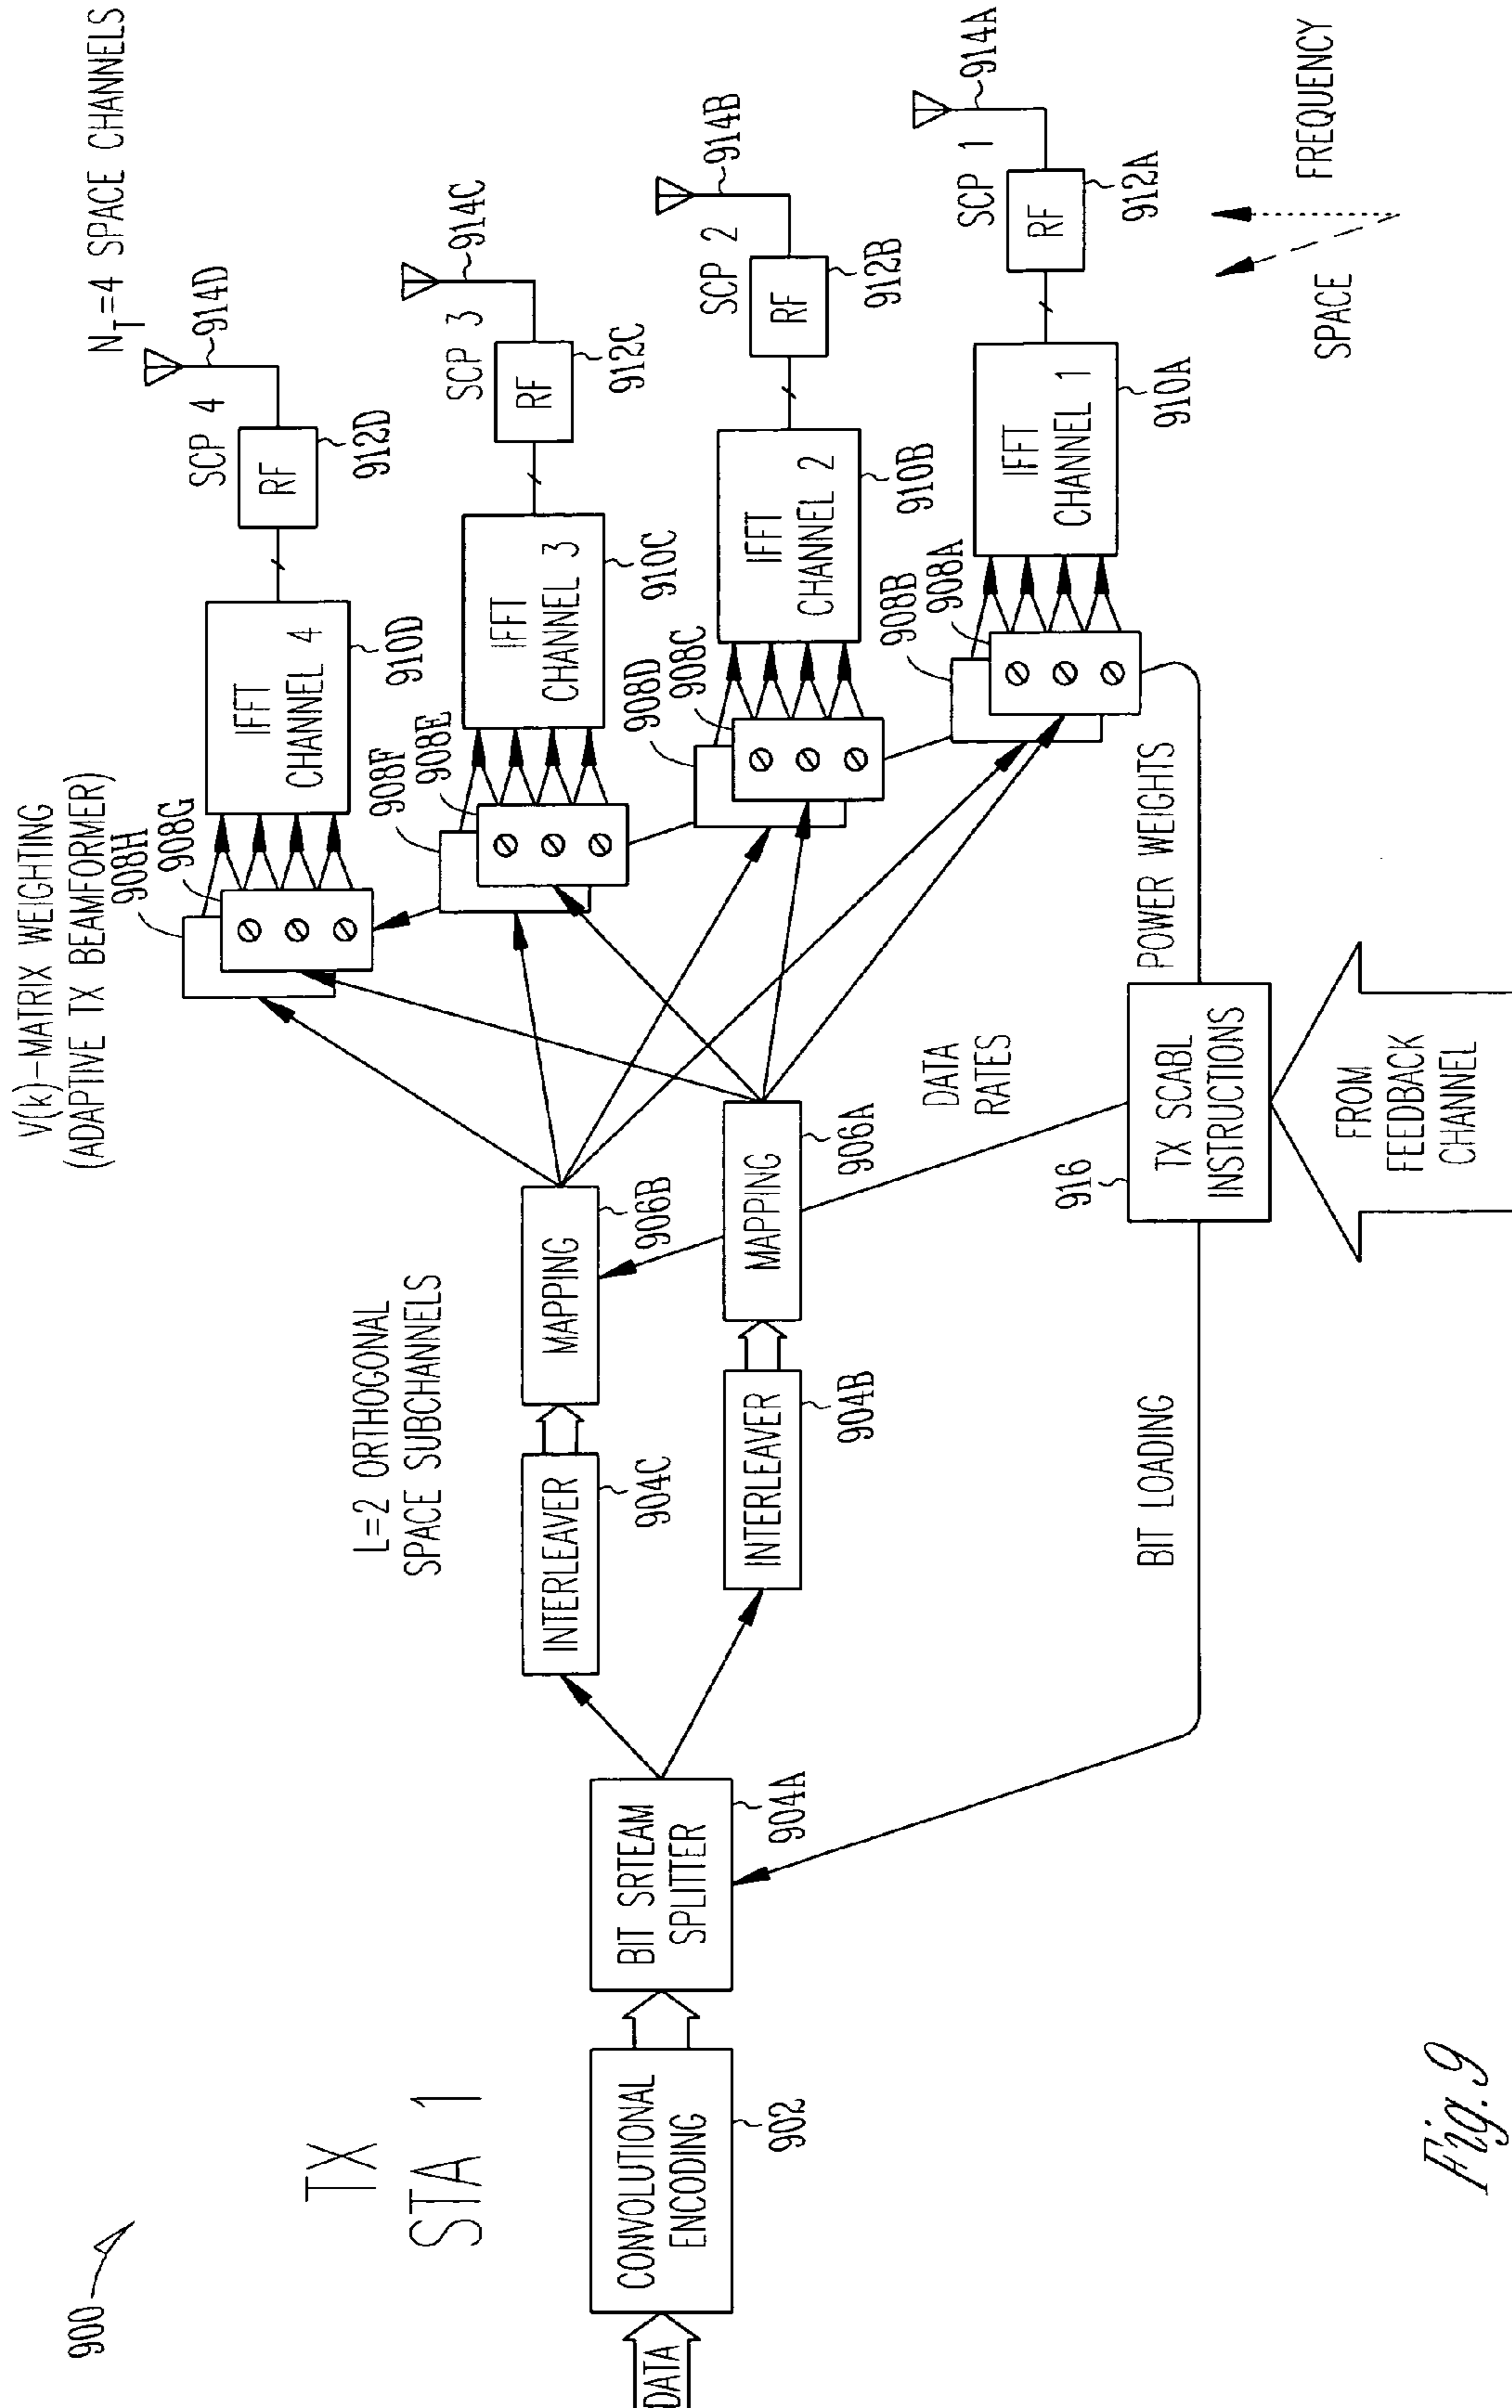 900
TX
STA 1
DATA
CONVOLUTIONAL
ENCODING
902
BIT SRTEAM
SPLITTER
904A
L=2 ORTHOGONAL
SPACE SUBCHANNELS
INTERLEAVER
904C
INTERLEAVER
904B
MAPPING
906B
MAPPING
906A
BIT LOADING
DATA
RATES
POWER WEIGHTS
916
TX SCABL
INSTRUCTIONS
FROM
FEEDBACK
CHANNEL
V(k)-MATRIX WEIGHTING
(ADAPTIVE TX BEAMFORMER)
908H
908G
908F
908E
908D
908C
908B
908A
IFFT
CHANNEL 4
910D
IFFT
CHANNEL 3
910C
IFFT
CHANNEL 2
910B
IFFT
CHANNEL 1
910A
NT=4 SPACE CHANNELS
SCP 4
RF
912D
914D
SCP 3
RF
912C
914C
SCP 2
RF
912B
914B
SCP 1
RF
912A
914A
SPACE
FREQUENCY
Fig. 9